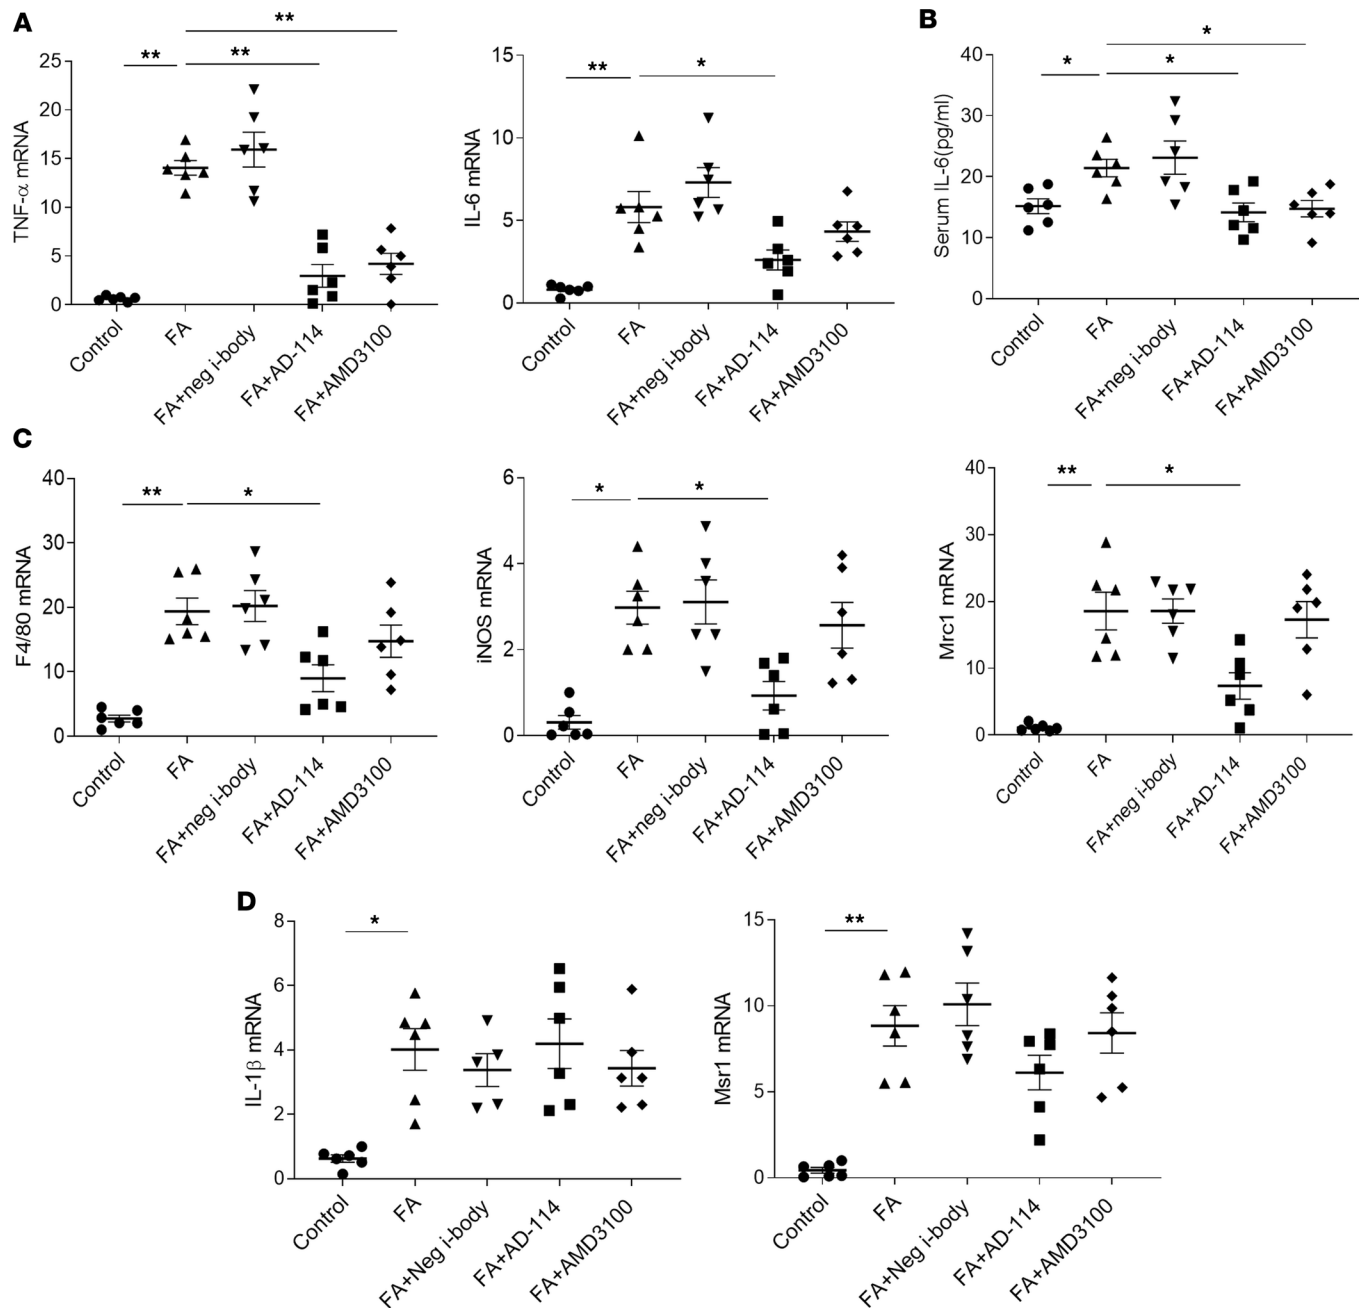 A
**
**
**
TNF-α mRNA
25
20
15
10
5
0
Control
FA
FA+neg i-body
FA+AD-114
FA+AMD3100
**
*
IL-6 mRNA
15
10
5
0
Control
FA
FA+neg i-body
FA+AD-114
FA+AMD3100
B
*
*
*
Serum IL-6(pg/ml)
40
30
20
10
0
Control
FA
FA+neg i-body
FA+AD-114
FA+AMD3100
C
**
*
F4/80 mRNA
40
30
20
10
0
Control
FA
FA+neg i-body
FA+AD-114
FA+AMD3100
*
*
iNOS mRNA
6
4
2
0
Control
FA
FA+neg i-body
FA+AD-114
FA+AMD3100
**
*
Mrc1 mRNA
40
30
20
10
0
Control
FA
FA+neg i-body
FA+AD-114
FA+AMD3100
D
*
IL-1β mRNA
8
6
4
2
0
Control
FA
FA+Neg i-body
FA+AD-114
FA+AMD3100
**
Msr1 mRNA
15
10
5
0
Control
FA
FA+Neg i-body
FA+AD-114
FA+AMD3100